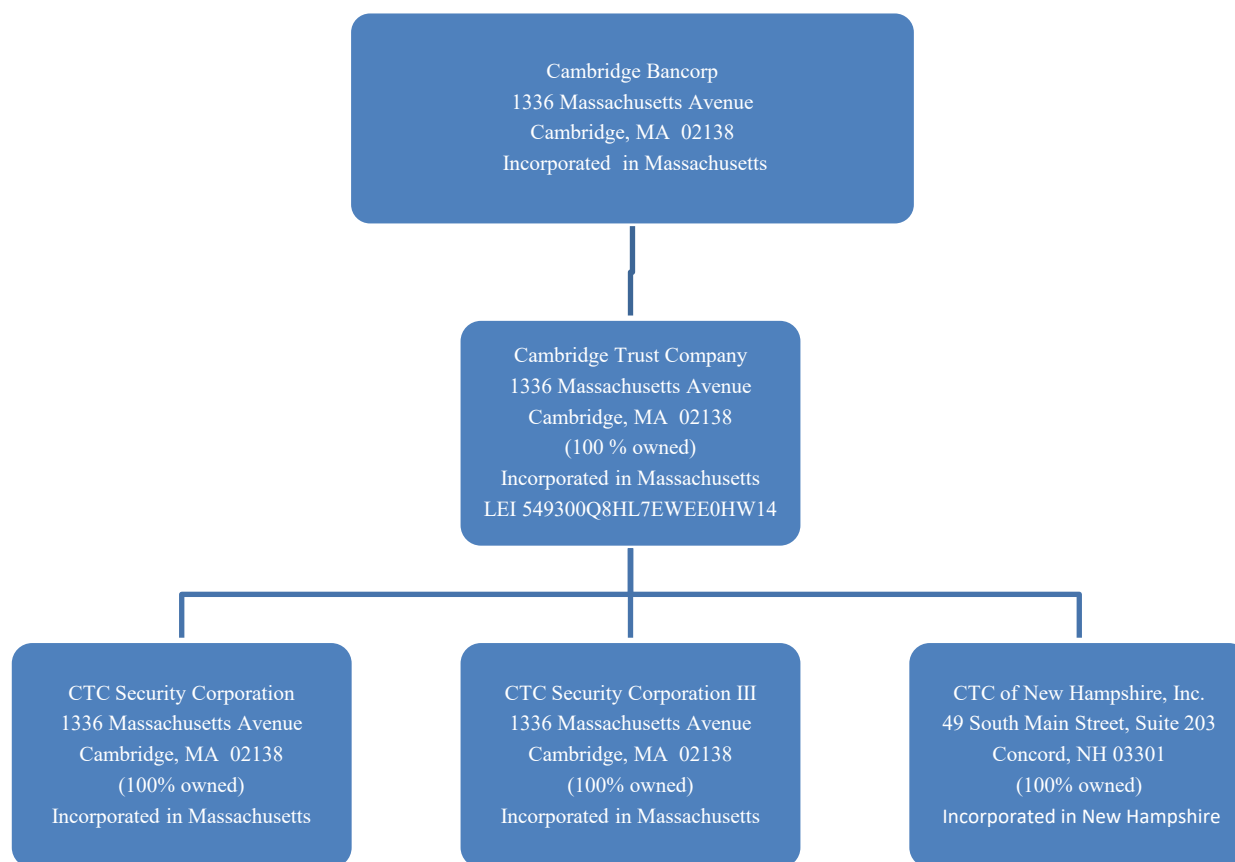 Cambridge Bancorp
1336 Massachusetts Avenue
Cambridge, MA  02138
Incorporated  in Massachusetts
Cambridge Trust Company
1336 Massachusetts Avenue
Cambridge, MA  02138
(100 % owned)
Incorporated in Massachusetts
LEI 549300Q8HL7EWEE0HW14
CTC Security Corporation
1336 Massachusetts Avenue
Cambridge, MA  02138
(100% owned)
Incorporated in Massachusetts
CTC Security Corporation III
1336 Massachusetts Avenue
Cambridge, MA  02138
(100% owned)
Incorporated in Massachusetts
CTC of New Hampshire, Inc.
49 South Main Street, Suite 203
Concord, NH 03301
(100% owned)
Incorporated in New Hampshire